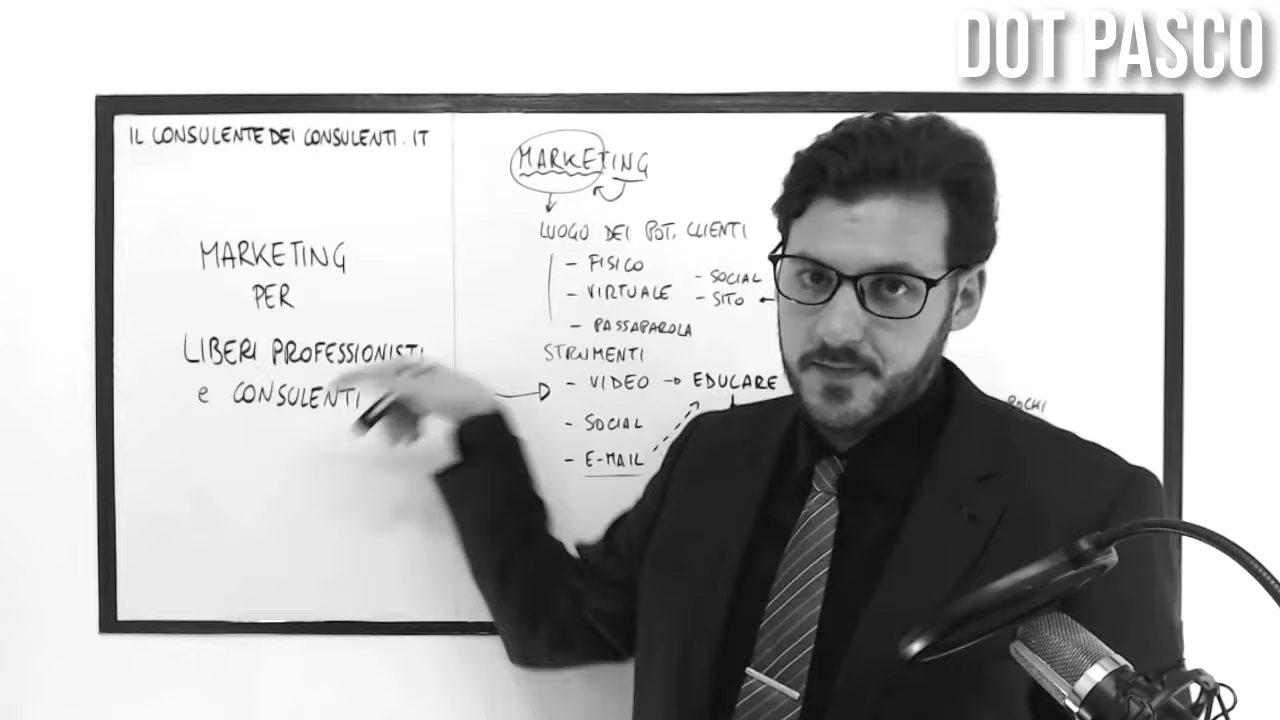 DOT PASCO
IL CONSULENTE DEI CONSULENTI.IT
MARKETING
PER
LIBERI PROFESSIONISTI
e CONSULENTI
MARKETING
LUOGO DEI POT. CLIENTI
- FISICO
- VIRTUALE - SOCIAL
- SITO
- PASSAPAROLA
STRUMENTI
- VIDEO → EDUCARE
- SOCIAL
- E-MAIL
POCHI